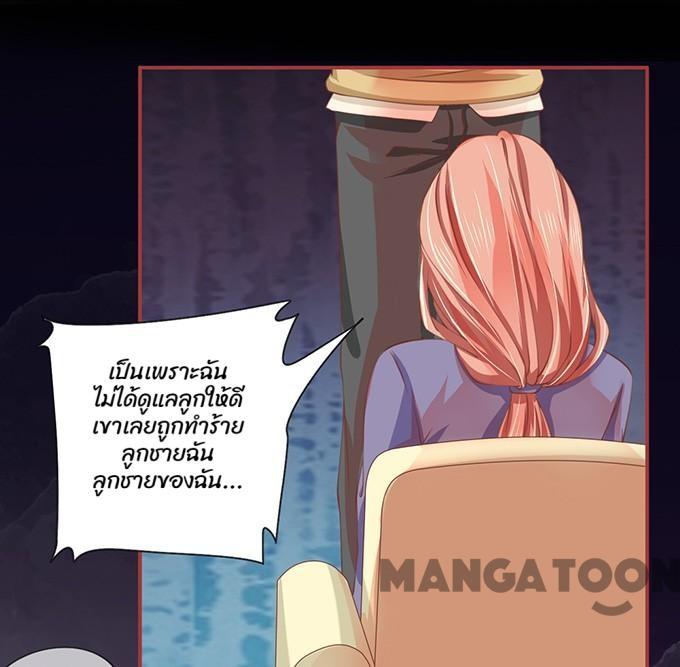 เป็นเพราะฉัน
ไม่ได้ดูแลลูกให้ดี
เขาเลยถูกทำร้าย
ลูกชายฉัน
ลูกชายของฉัน...
MANGATOON